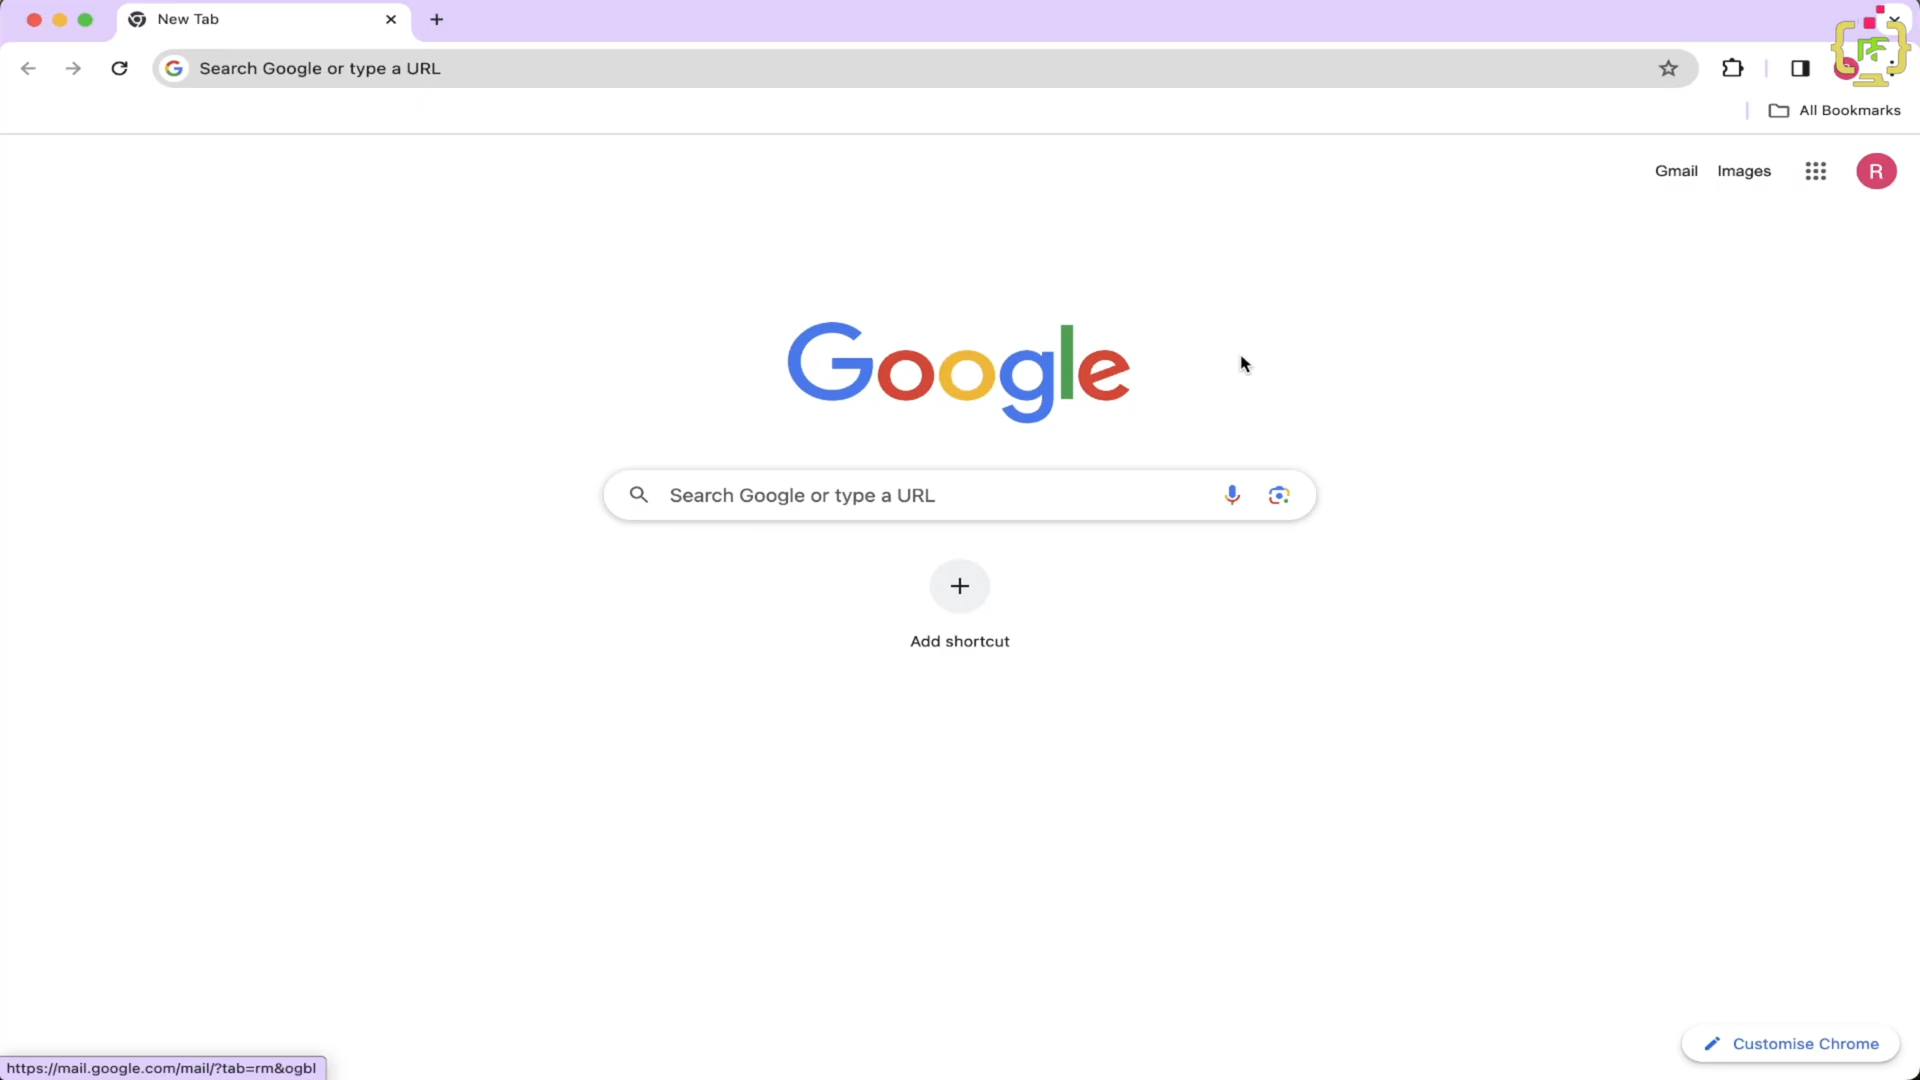 New Tab
Search Google or type a URL
All Bookmarks
Gmail Images R
Google
Search Google or type a URL
Add shortcut
Customise Chrome
https://mail.google.com/mail/?tab=rm&ogbl